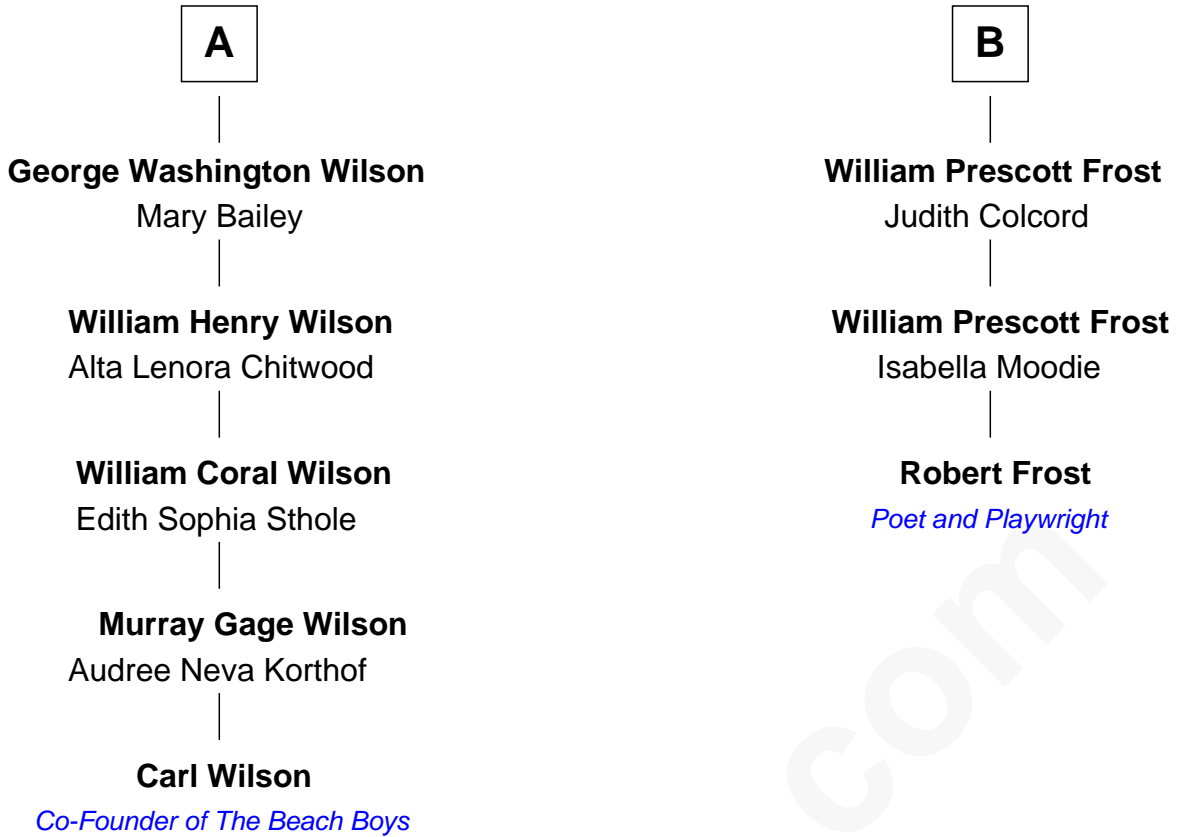 A
George Washington Wilson
Mary Bailey
William Henry Wilson
Alta Lenora Chitwood
William Coral Wilson
Edith Sophia Sthole
Murray Gage Wilson
Audree Neva Korthof
Carl Wilson
Co-Founder of The Beach Boys
B
William Prescott Frost
Judith Colcord
William Prescott Frost
Isabella Moodie
Robert Frost
Poet and Playwright
com